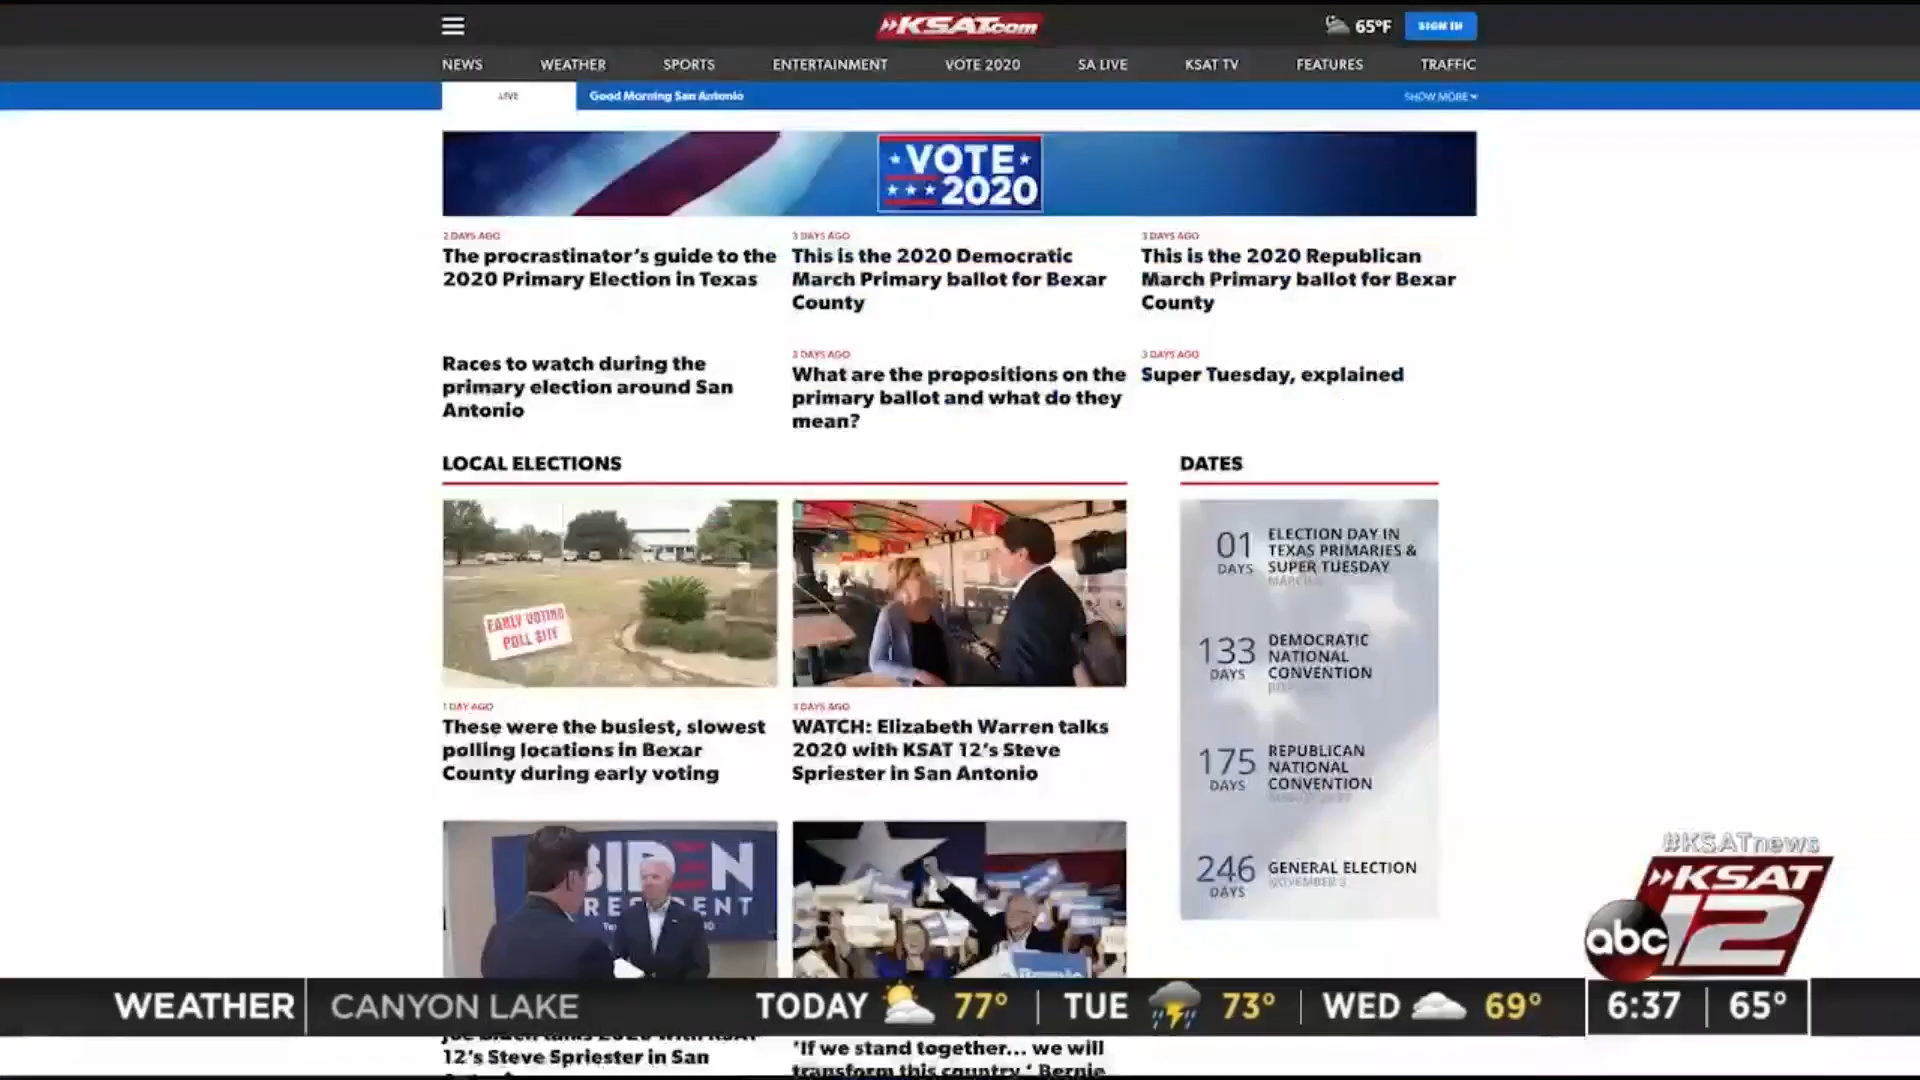 KSAT.com
65°F
SIGN IN
NEWS WEATHER SPORTS ENTERTAINMENT VOTE 2020 SA LIVE KSAT TV FEATURES TRAFFIC
LIVE
Good Morning San Antonio
SHOW MORE
VOTE
2020
2 DAYS AGO
The procrastinator's guide to the
2020 Primary Election in Texas
3 DAYS AGO
This is the 2020 Democratic
March Primary ballot for Bexar
County
3 DAYS AGO
This is the 2020 Republican
March Primary ballot for Bexar
County
Races to watch during the
primary election around San
Antonio
3 DAYS AGO
What are the propositions on the
primary ballot and what do they
mean?
3 DAYS AGO
Super Tuesday, explained
LOCAL ELECTIONS
EARLY VOTING
POLL SITE
1 DAY AGO
These were the busiest, slowest
polling locations in Bexar
County during early voting
3 DAYS AGO
WATCH: Elizabeth Warren talks
2020 with KSAT 12's Steve
Spriester in San Antonio
DATES
01
DAYS
ELECTION DAY IN
TEXAS PRIMARIES &
SUPER TUESDAY
133
DAYS
DEMOCRATIC
NATIONAL
CONVENTION
175
DAYS
REPUBLICAN
NATIONAL
CONVENTION
246
DAYS
GENERAL ELECTION
NOVEMBER 3
BIDEN
#KSATnews
KSAT
12
abc
WEATHER CANYON LAKE TODAY 77° TUE 73° WED 69° 6:37 65°
12's Steve Spriester in San
'If we stand together... we will
transform this country,' Bernie